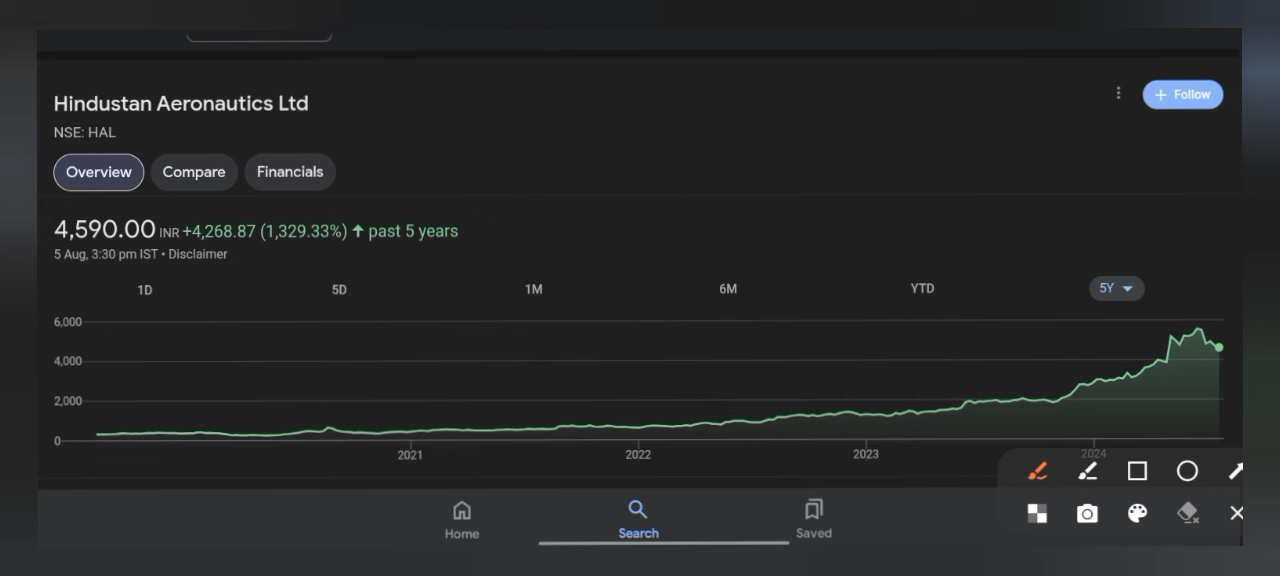 Hindustan Aeronautics Ltd
+ Follow
NSE: HAL
Overview Compare Financials
4,590.00 INR +4,268.87 (1,329.33%) ↑ past 5 years
5 Aug, 3:30 pm IST • Disclaimer
1D 5D 1M 6M YTD 5Y
6,000
4,000
2,000
0
2021 2022 2023 2024
Home Search Saved